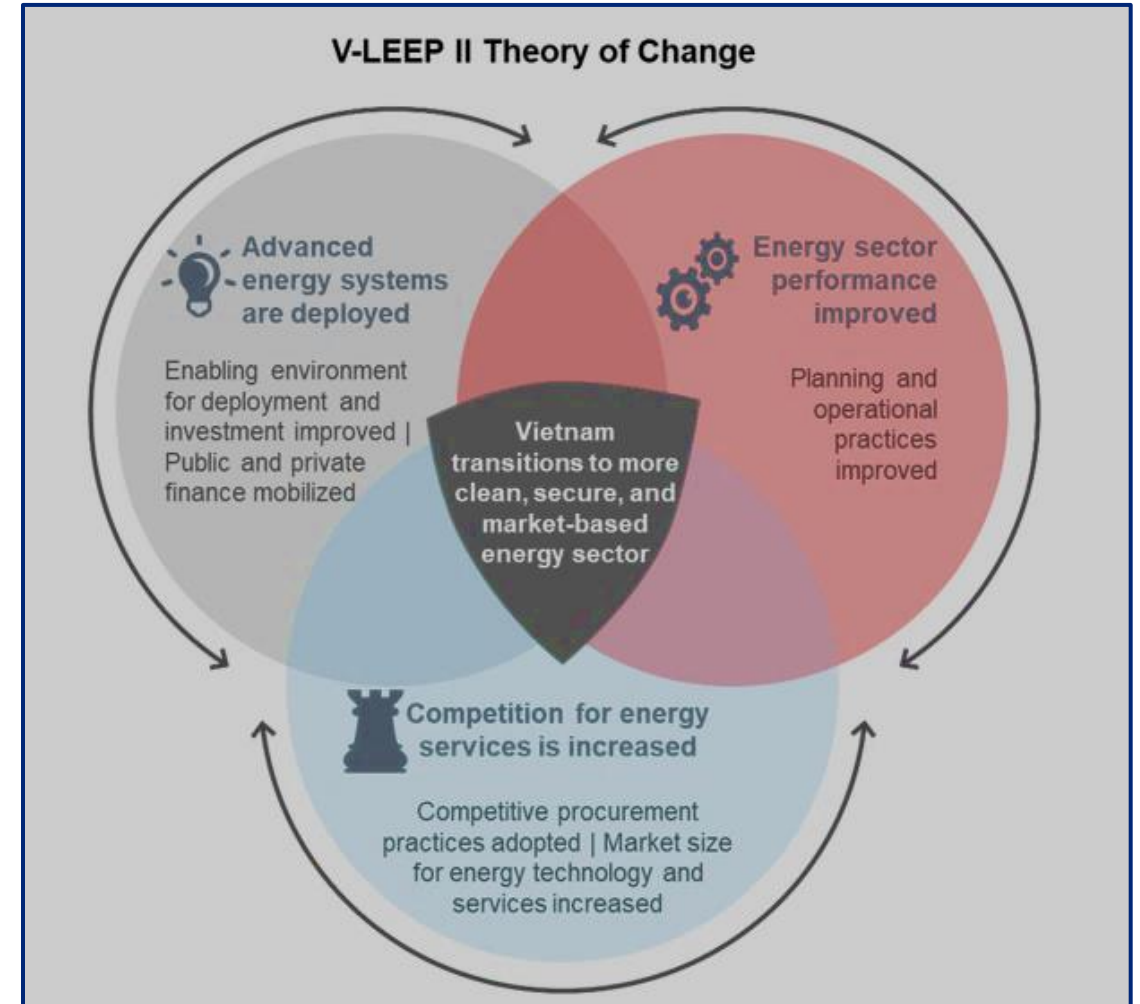 V-LEEP II Theory of Change
Advanced
energy systems
are deployed
Enabling environment
for deployment and
investment improved |
Public and private
finance mobilized
Energy sector
performance
improved
Planning and
operational
practices
improved
Vietnam
transitions to more
clean, secure, and
market-based
energy sector
Competition for energy
services is increased
Competitive procurement
practices adopted | Market size
for energy technology and
services increased